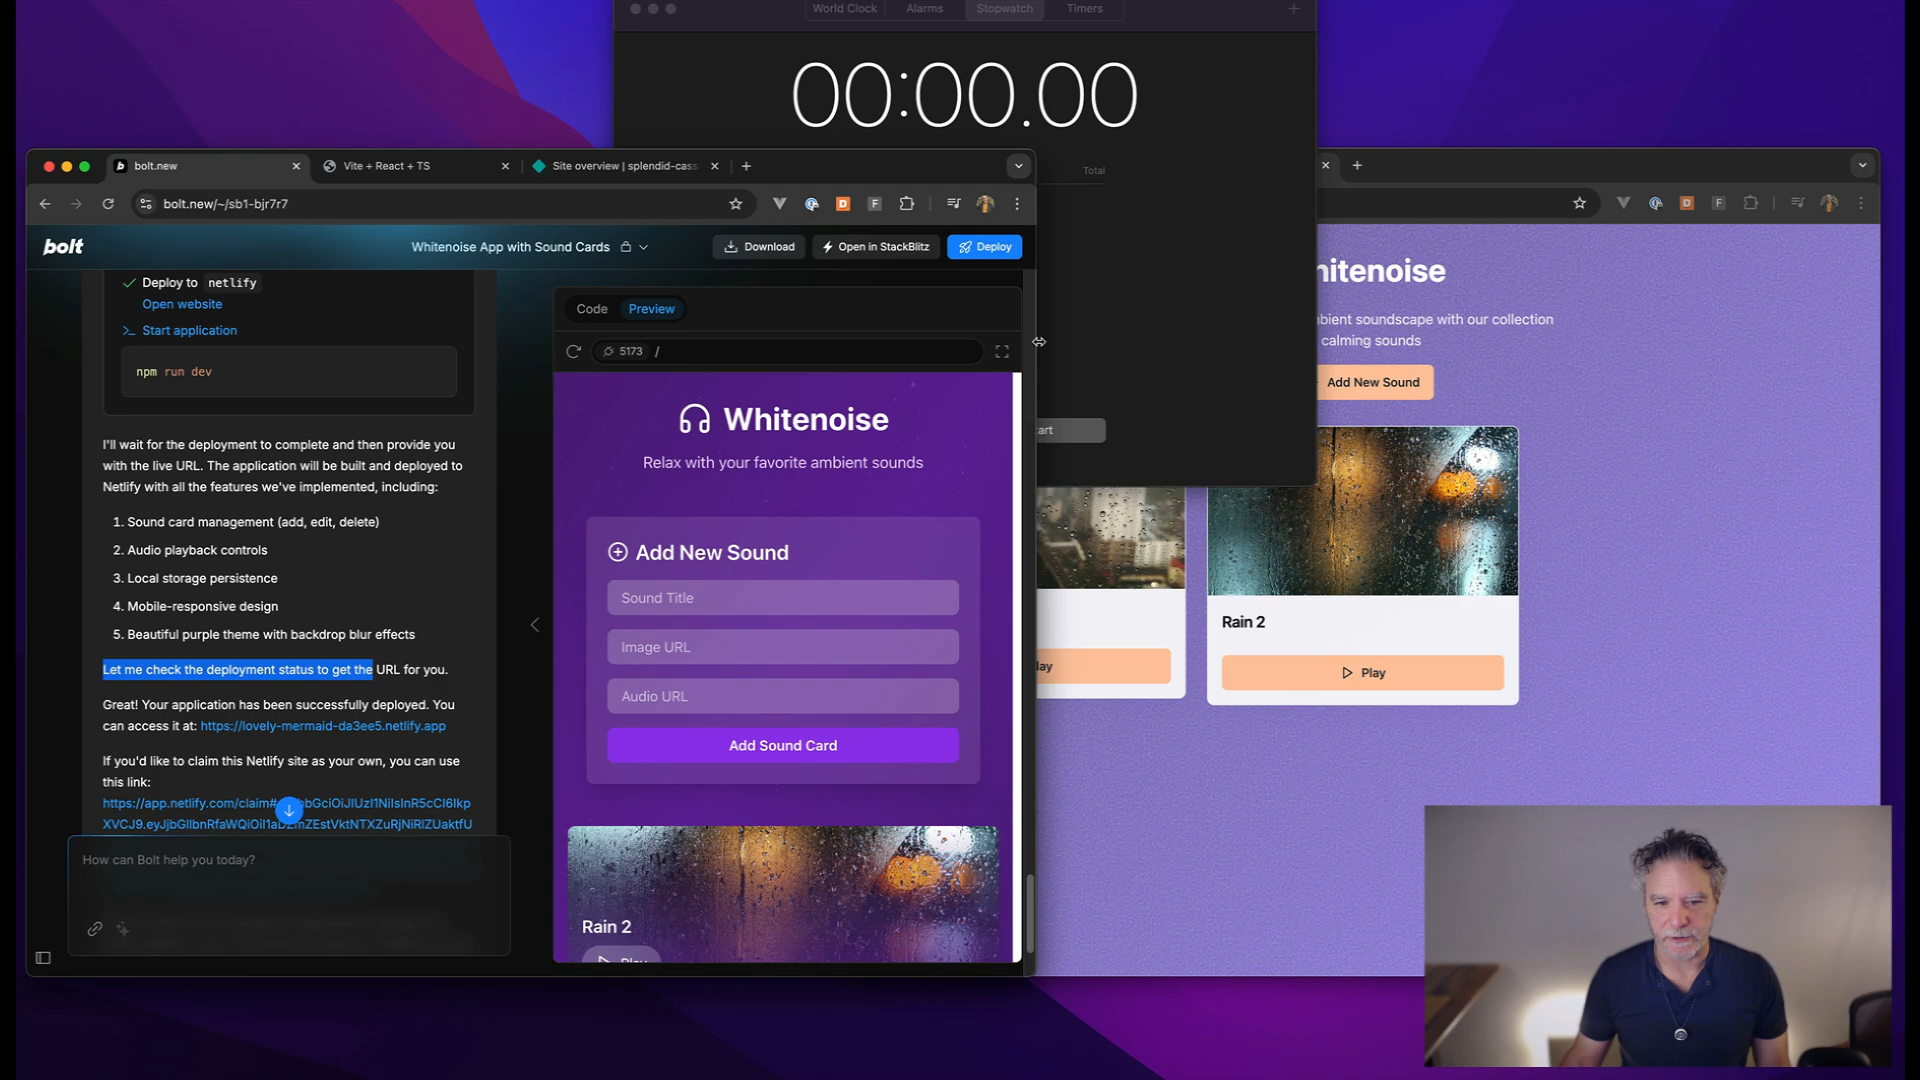 World Clock
Alarms
Stopwatch
Timers
00:00.00
Total
bolt.new
Vite + React + TS
Site overview | splendid-cass
bolt.new/~/sb1-bjr7r7
bolt
Whitenoise App with Sound Cards
Download
Open in StackBlitz
Deploy
Deploy to netlify
Open website
Start application
npm run dev
I'll wait for the deployment to complete and then provide you
with the live URL. The application will be built and deployed to
Netlify with all the features we've implemented, including:
1. Sound card management (add, edit, delete)
2. Audio playback controls
3. Local storage persistence
4. Mobile-responsive design
5. Beautiful purple theme with backdrop blur effects
Let me check the deployment status to get the URL for you.
Great! Your application has been successfully deployed. You
can access it at: https://lovely-mermaid-da3ee5.netlify.app
If you'd like to claim this Netlify site as your own, you can use
this link:
https://app.netlify.com/claim#
How can Bolt help you today?
Code
Preview
5173 /
Whitenoise
Relax with your favorite ambient sounds
Add New Sound
Sound Title
Image URL
Audio URL
Add Sound Card
Rain 2
Play
art
hitenoise
bient soundscape with our collection
calming sounds
Add New Sound
lay
Rain 2
Play